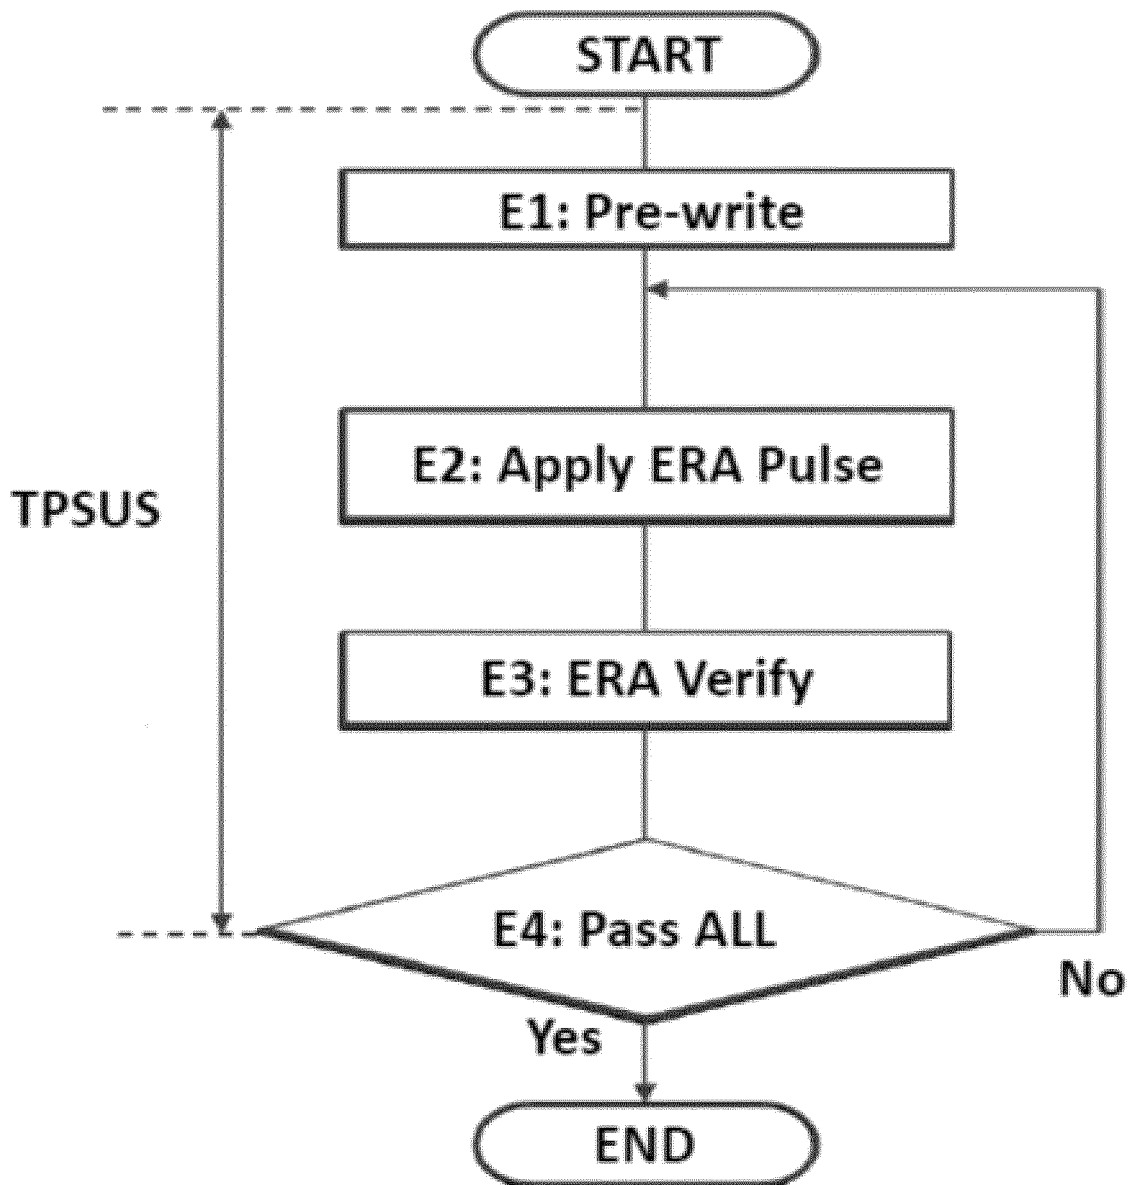 START
E1: Pre-write
E2: Apply ERA Pulse
TPSUS
E3: ERA Verify
E4: Pass ALL
No
Yes
END